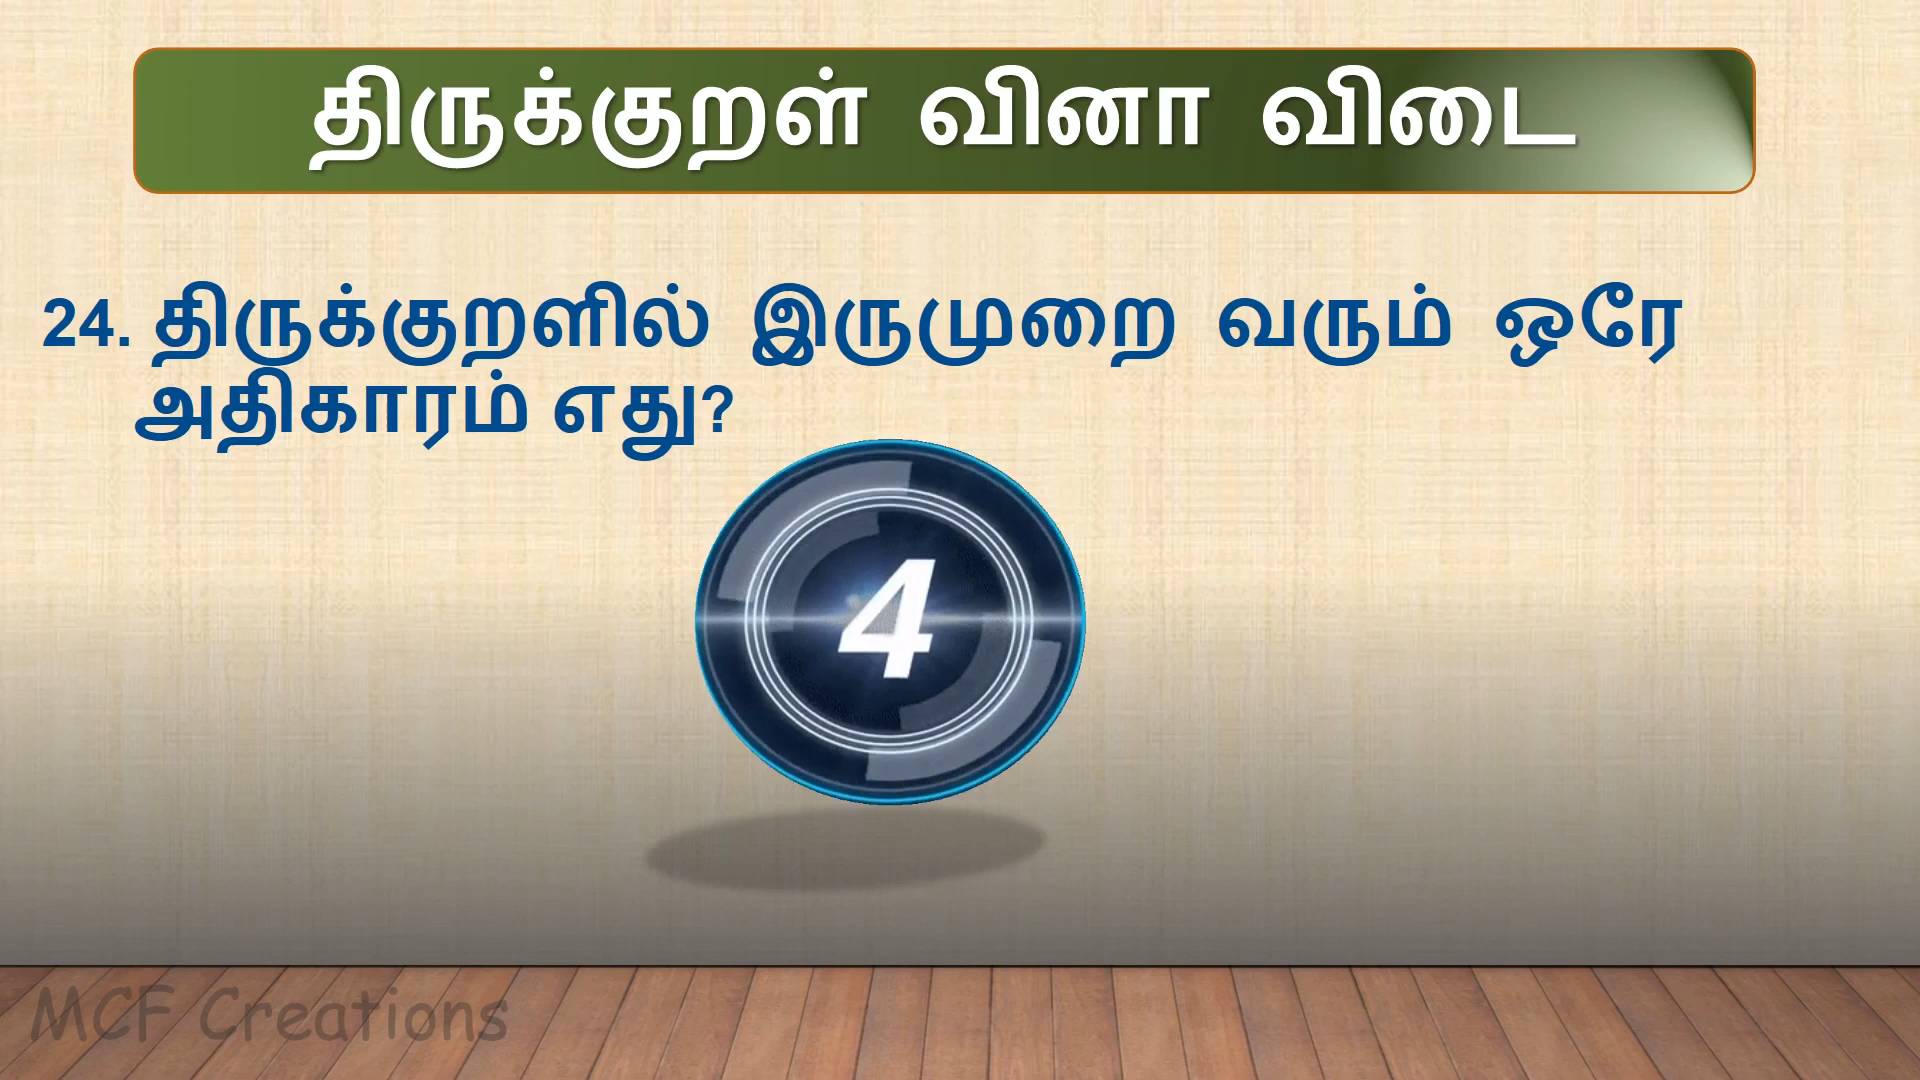 திருக்குறள் வினா விடை
24. திருக்குறளில் இருமுறை வரும் ஒரே
அதிகாரம் எது?
4
MCF Creations